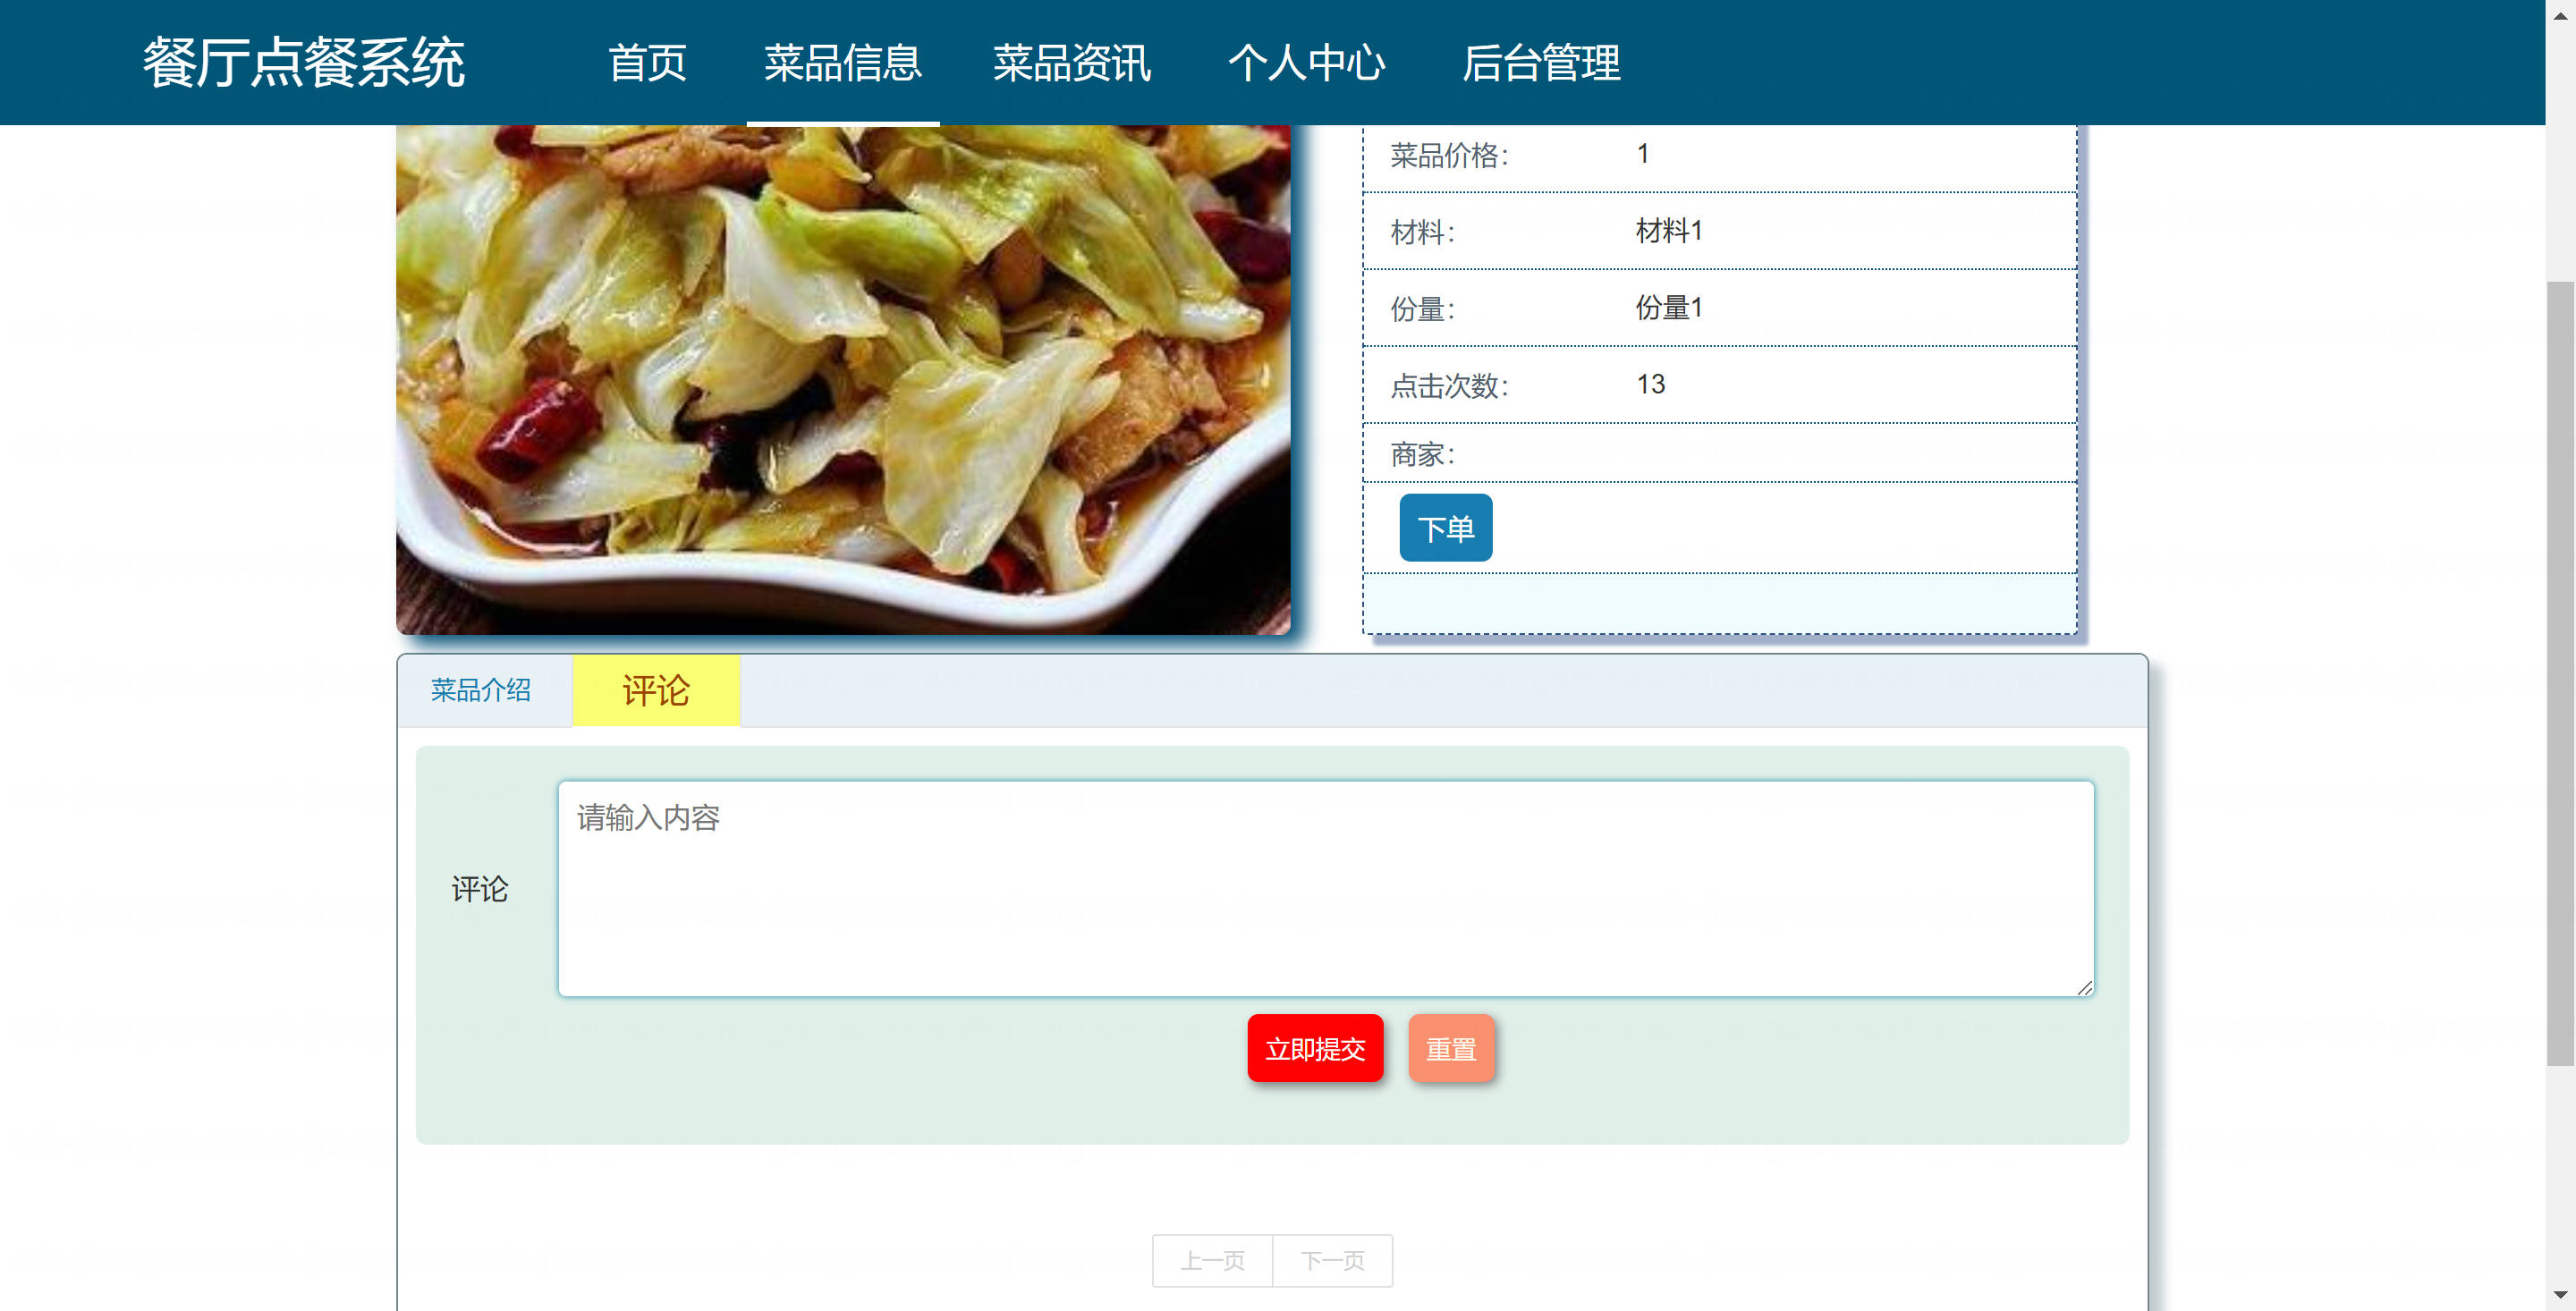 餐厅点餐系统 首页 菜品信息 菜品资讯 个人中心 后台管理
菜品价格： 1
材料： 材料1
份量： 份量1
点击次数： 13
商家：
下单
菜品介绍 评论
请输入内容
评论
立即提交 重置
上一页 下一页